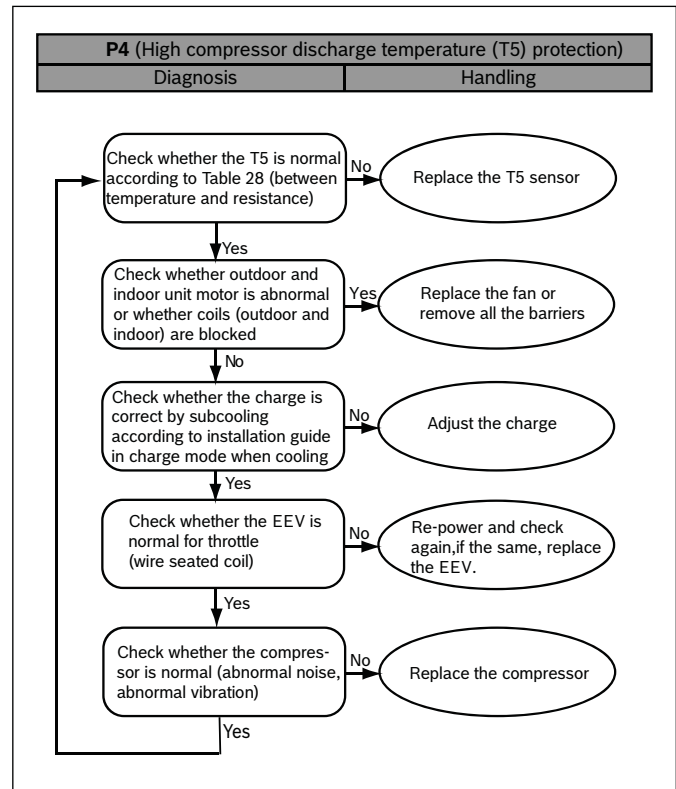 P4 (High compressor discharge temperature (T5) protection)
Diagnosis
Handling
Check whether the T5 is normal
according to Table 28 (between
temperature and resistance)
No
Replace the T5 sensor
Yes
Check whether outdoor and
indoor unit motor is abnormal
or whether coils (outdoor and
indoor) are blocked
Yes
Replace the fan or
remove all the barriers
No
Check whether the charge is
correct by subcooling
according to installation guide
in charge mode when cooling
No
Adjust the charge
Yes
Check whether the EEV is
normal for throttle
(wire seated coil)
No
Re-power and check
again,if the same, replace
the EEV.
Yes
Check whether the compres-
sor is normal (abnormal noise,
abnormal vibration)
No
Replace the compressor
Yes